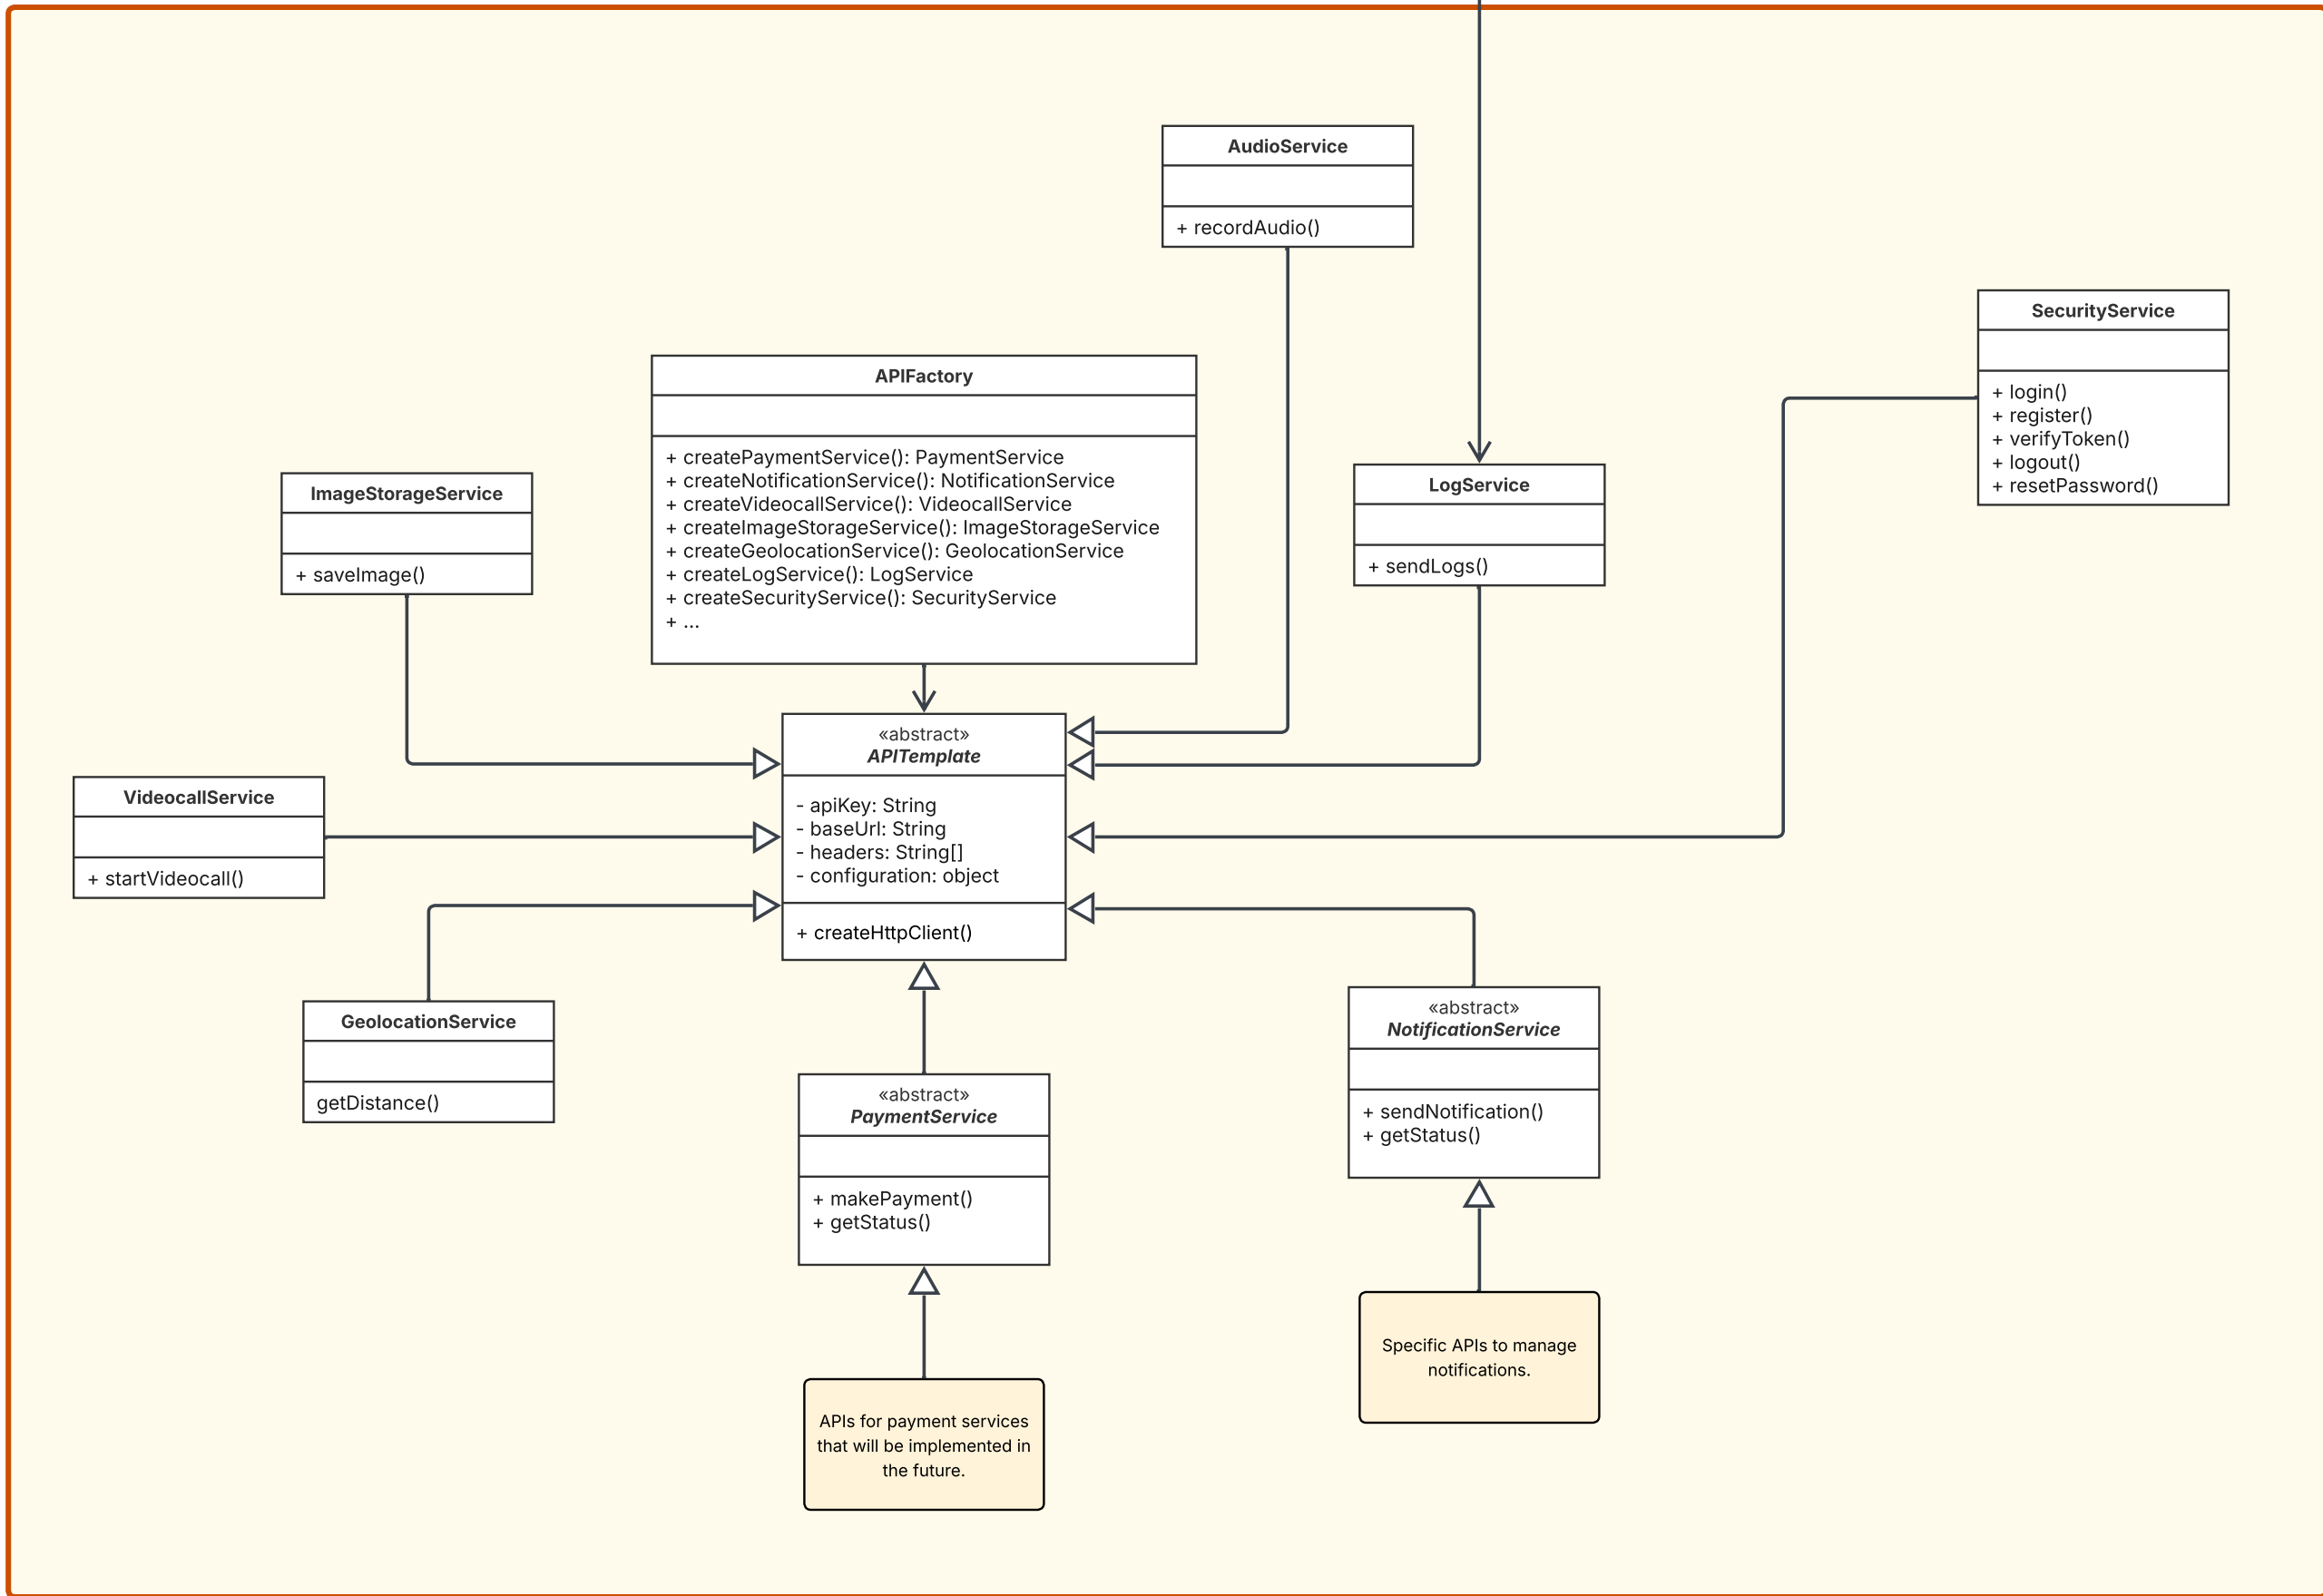 AudioService
+ recordAudio()
SecurityService
+ login()
+ register()
+ verifyToken()
+ logout()
+ resetPassword()
APIFactory
+ createPaymentService(): PaymentService
+ createNotificationService(): NotificationService
+ createVideocallService(): VideocallService
+ createImageStorageService(): ImageStorageService
+ createGeolocationService(): GeolocationService
+ createLogService(): LogService
+ createSecurityService(): SecurityService
+ ...
ImageStorageService
+ saveImage()
LogService
+ sendLogs()
«abstract»
APITemplate
- apiKey: String
- baseUrl: String
- headers: String[]
- configuration: object
+ createHttpClient()
VideocallService
+ startVideocall()
GeolocationService
getDistance()
«abstract»
PaymentService
+ makePayment()
+ getStatus()
«abstract»
NotificationService
+ sendNotification()
+ getStatus()
Specific APIs to manage
notifications.
APIs for payment services
that will be implemented in
the future.